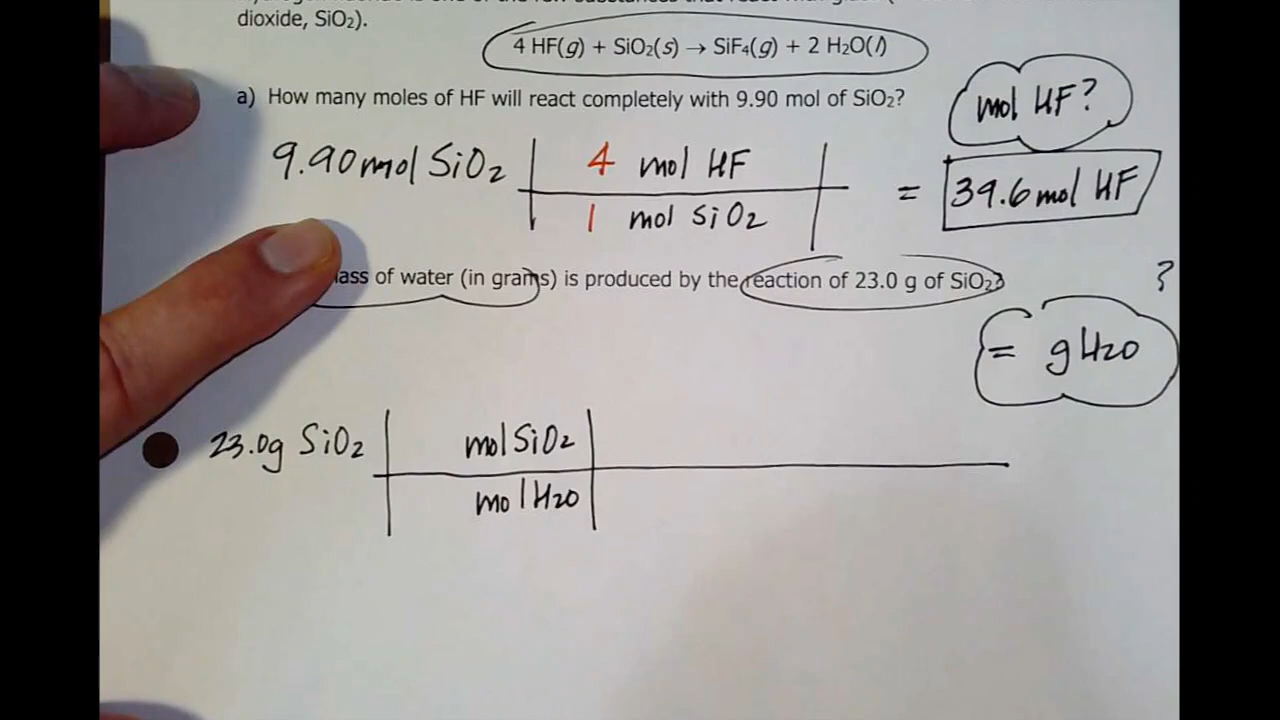 dioxide, SiO₂).
4 HF(g) + SiO₂(s) → SiF₄(g) + 2 H₂O(l)
a) How many moles of HF will react completely with 9.90 mol of SiO₂?
mol HF?
9.90 mol SiO₂ 4 mol HF
1 mol SiO₂
= 39.6 mol HF
of water (in grams) is produced by the reaction of 23.0 g of SiO₂?
?
= g H₂O
23.0g SiO₂ mol SiO₂
mol H₂O